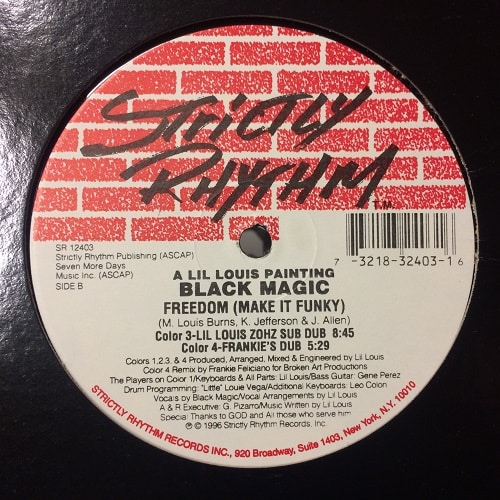 Strictly
Rhythm
T.M.
SR 12403
Strictly Rhythm Publishing (ASCAP)
Seven More Days
Music Inc. (ASCAP)
SIDE B
7 -3218-32403-1 6
A LIL LOUIS PAINTING
BLACK MAGIC
FREEDOM (MAKE IT FUNKY)
(M. Louis Burns, K. Jefferson & J. Allen)
Color 3-LIL LOUIS ZOHZ SUB DUB 8:45
Color 4-FRANKIE'S DUB 5:29
Colors 1,2,3, & 4 Produced, Arranged, Mixed & Engineered by Lil Louis
Color 4 Remix by Frankie Feliciano for Broken Art Productions
The Players on Color 1/Keyboards & All Parts: Lil Louis/Bass Guitar: Gene Perez
Drum Programming: "Little" Louie Vega/Additional Keyboards: Leo Colon
Vocals by Black Magic/Vocal Arrangements by Lil Louis
A & R Executive: G. Pizarro/Music Written by Lil Louis
Special Thanks to GOD and All those who serve him
℗ © 1996 Strictly Rhythm Records, Inc.
STRICTLY RHYTHM RECORDS INC., 920 Broadway, Suite 1403, New York, N.Y. 10010